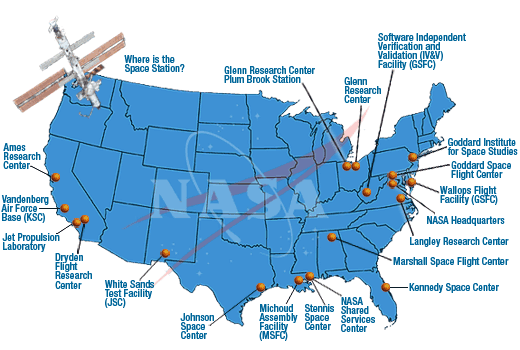 Where is the
Space Station?
Software Independent
Verification and
Validation (IV&V)
Facility (GSFC)
Glenn Research Center
Plum Brook Station
Glenn
Research
Center
Ames
Research
Center
Goddard Institute
for Space Studies
Goddard Space
Flight Center
Wallops Flight
Facility (GSFC)
NASA Headquarters
Langley Research Center
Vandenberg
Air Force
Base (KSC)
Jet Propulsion
Laboratory
Dryden
Flight
Research
Center
NASA
Marshall Space Flight Center
White Sands
Test Facility
(JSC)
Johnson
Space
Center
Michoud
Assembly
Facility
(MSFC)
Stennis
Space
Center
NASA
Shared
Services
Center
Kennedy Space Center